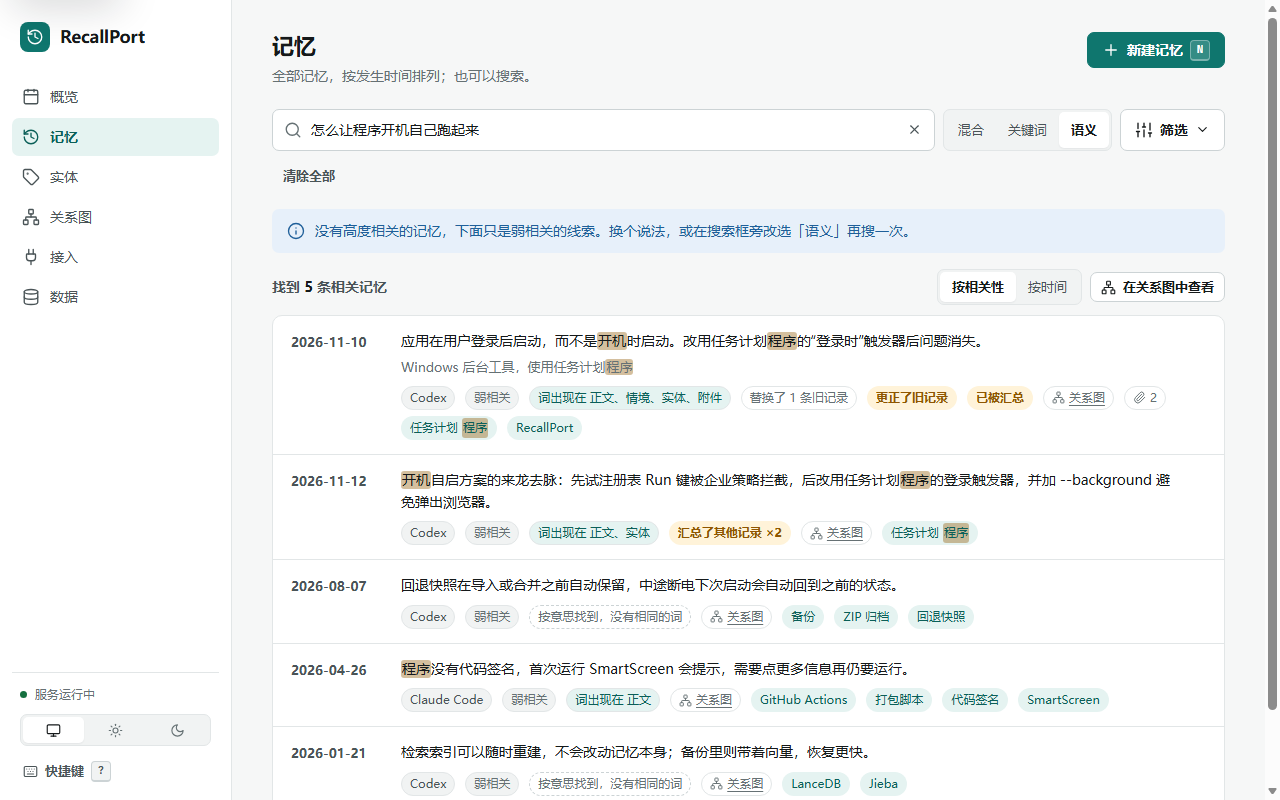 RecallPort
概览
记忆
实体
关系图
接入
数据
服务运行中
快捷键 ?
记忆
全部记忆，按发生时间排列；也可以搜索。
新建记忆 N
怎么让程序开机自己跑起来
混合 关键词 语义
筛选
清除全部
没有高度相关的记忆，下面只是弱相关的线索。换个说法，或在搜索框旁改选「语义」再搜一次。
找到 5 条相关记忆
按相关性 按时间
在关系图中查看
2026-11-10
应用在用户登录后启动，而不是开机时启动。改用任务计划程序的“登录时”触发器后问题消失。
Windows 后台工具，使用任务计划程序
Codex 弱相关 词出现在 正文、情境、实体、附件 替换了 1 条旧记录 更正了旧记录 已被汇总 关系图 2
任务计划 程序 RecallPort
2026-11-12
开机自启方案的来龙去脉：先试注册表 Run 键被企业策略拦截，后改用任务计划程序的登录触发器，并加 --background 避
免弹出浏览器。
Codex 弱相关 词出现在 正文、实体 汇总了其他记录 ×2 关系图 任务计划 程序
2026-08-07
回退快照在导入或合并之前自动保留，中途断电下次启动会自动回到之前的状态。
Codex 弱相关 按意思找到，没有相同的词 关系图 备份 ZIP 归档 回退快照
2026-04-26
程序没有代码签名，首次运行 SmartScreen 会提示，需要点更多信息再仍要运行。
Claude Code 弱相关 词出现在 正文 关系图 GitHub Actions 打包脚本 代码签名 SmartScreen
2026-01-21
检索索引可以随时重建，不会改动记忆本身；备份里则带着向量，恢复更快。
Codex 弱相关 按意思找到，没有相同的词 关系图 LanceDB Jieba